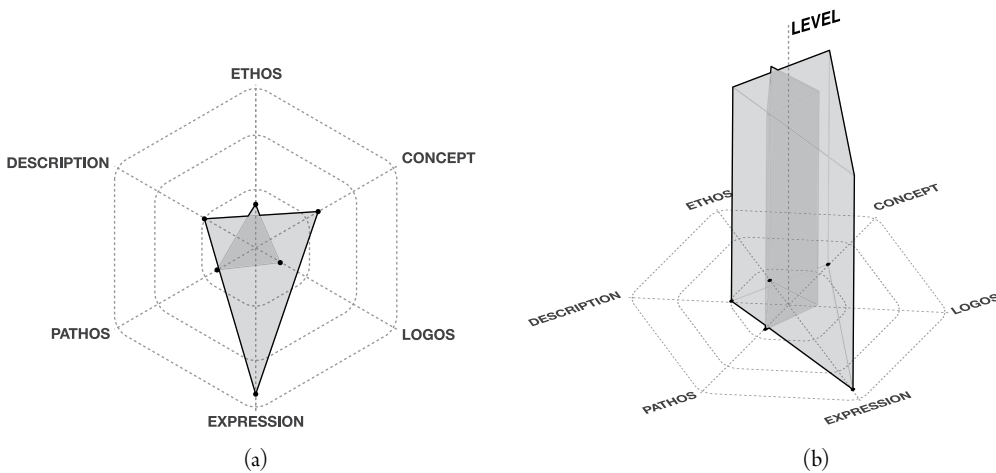 ETHOS
DESCRIPTION
CONCEPT
PATHOS
LOGOS
EXPRESSION
(a)
LEVEL
ETHOS
CONCEPT
DESCRIPTION
LOGOS
PATHOS
EXPRESSION
(b)